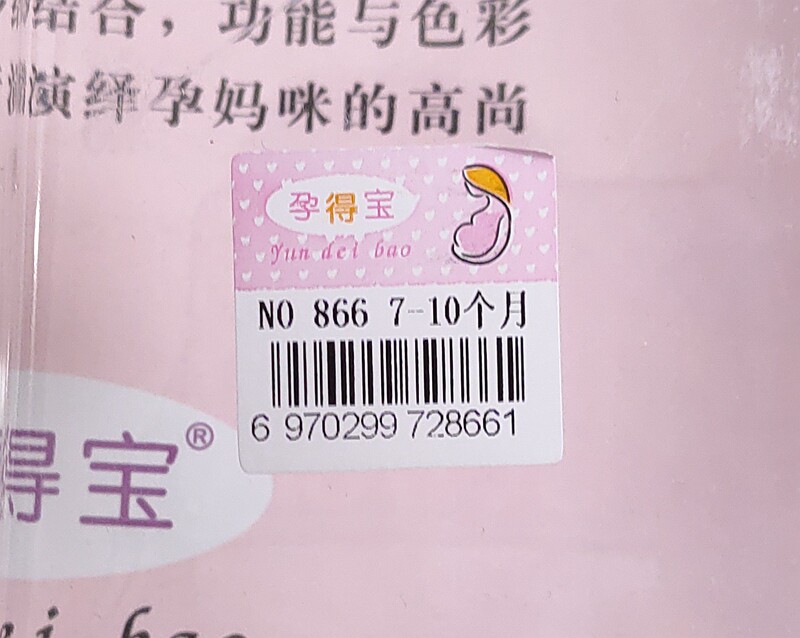 结合，功能与色彩
演绎孕妈咪的高尚
孕得宝
Yun dei bao
NO 866 7-10个月
6 970299 728661
得宝®
bao